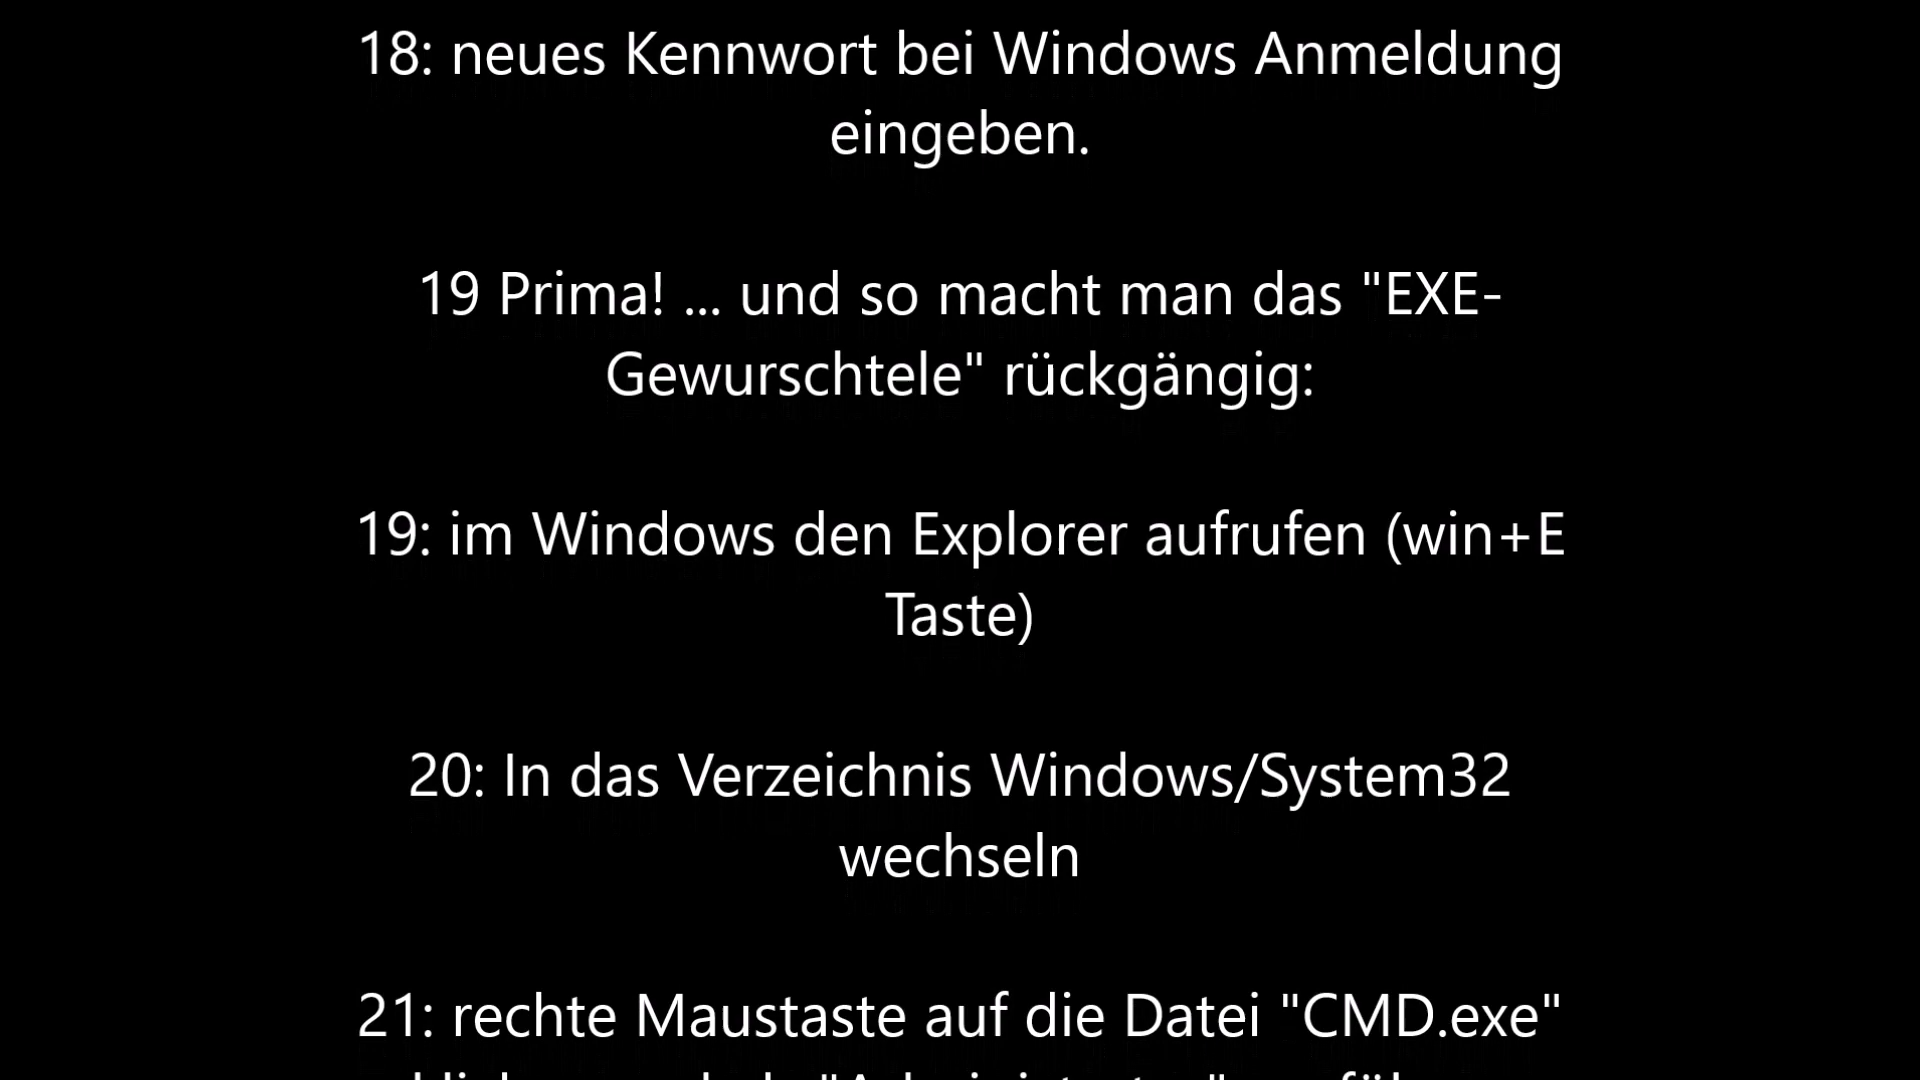 18: neues Kennwort bei Windows Anmeldung
eingeben.
19 Prima! ... und so macht man das "EXE-
Gewurschtele" rückgängig:
19: im Windows den Explorer aufrufen (win+E
Taste)
20: In das Verzeichnis Windows/System32
wechseln
21: rechte Maustaste auf die Datei "CMD.exe"